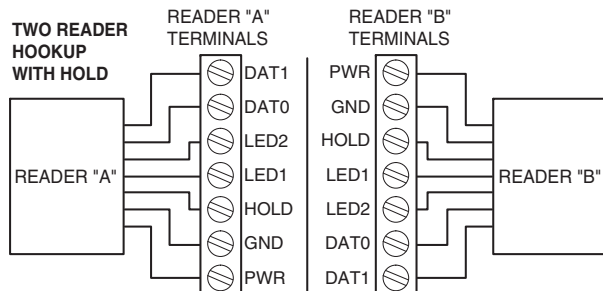 TWO READER
HOOKUP
WITH HOLD
READER "A"
TERMINALS
READER "B"
TERMINALS
READER "A"
DAT1
DAT0
LED2
LED1
HOLD
GND
PWR
PWR
GND
HOLD
LED1
LED2
DAT0
DAT1
READER "B"